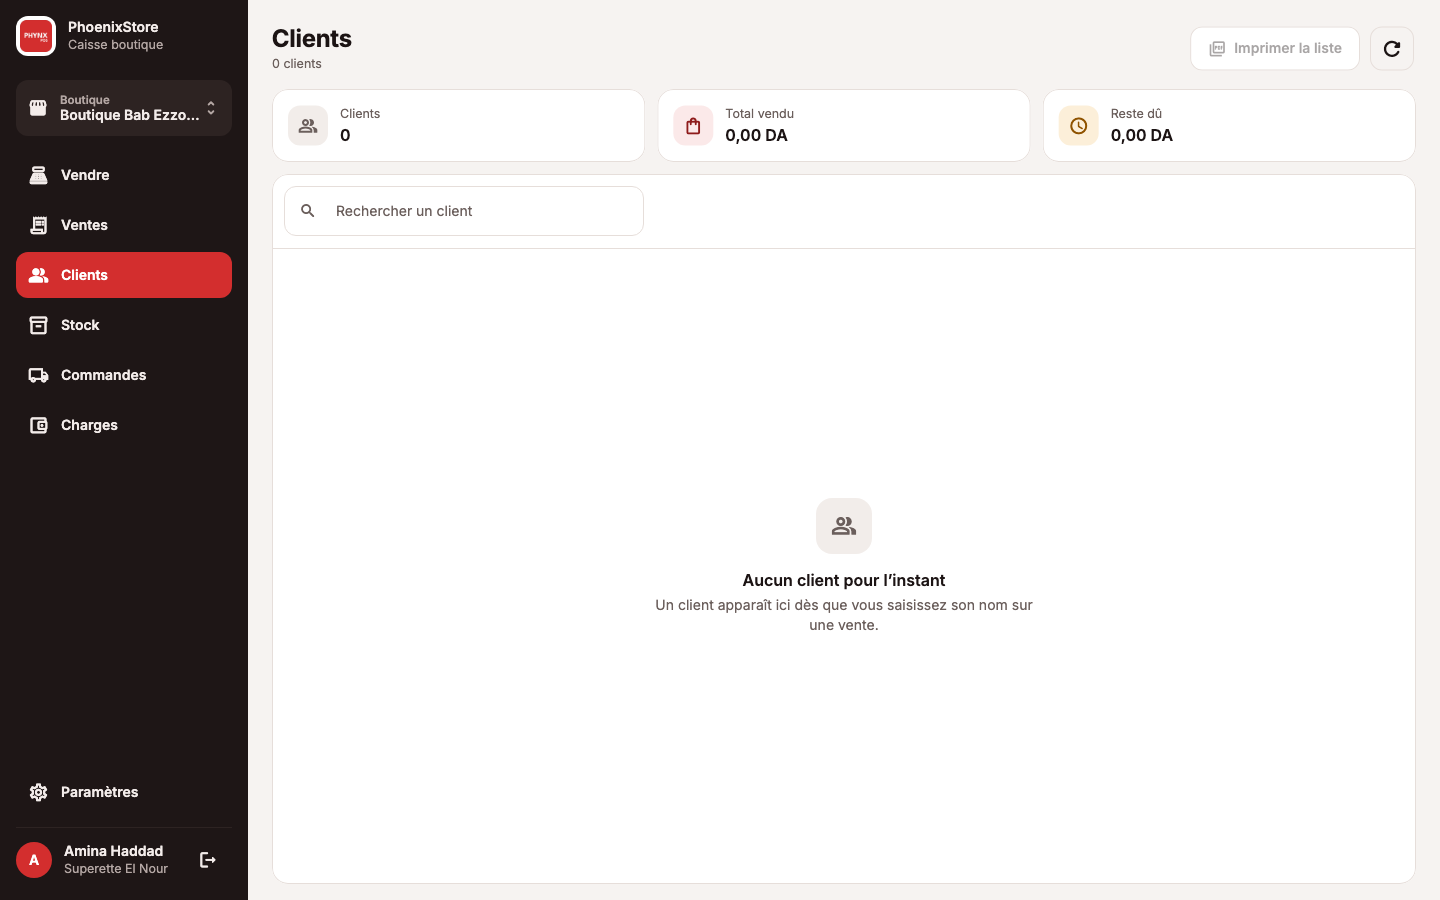 PHYNX
POS
PhoenixStore
Caisse boutique
Boutique
Boutique Bab Ezzo...
Vendre
Ventes
Clients
Stock
Commandes
Charges
Paramètres
A
Amina Haddad
Superette El Nour
Clients
0 clients
Imprimer la liste
Clients
0
Total vendu
0,00 DA
Reste dû
0,00 DA
Rechercher un client
Aucun client pour l’instant
Un client apparaît ici dès que vous saisissez son nom sur
une vente.